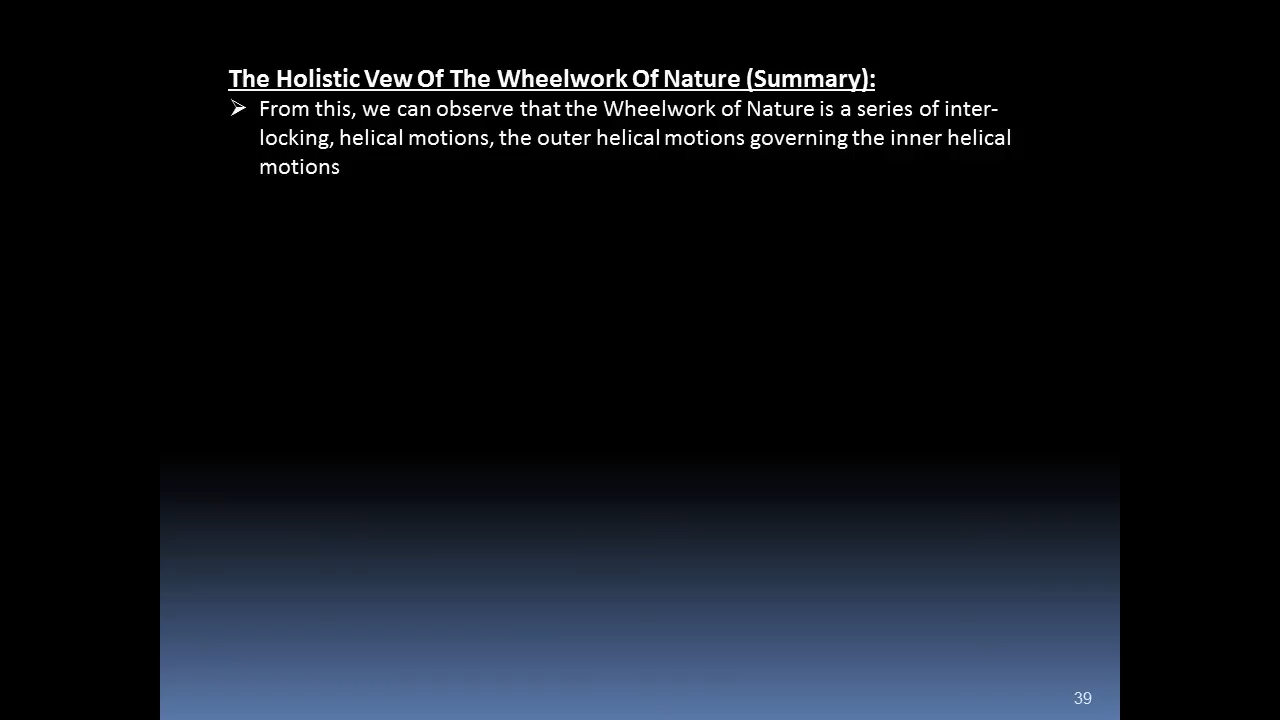 The Holistic Vew Of The Wheelwork Of Nature (Summary):
➢ From this, we can observe that the Wheelwork of Nature is a series of inter-
locking, helical motions, the outer helical motions governing the inner helical
motions
39